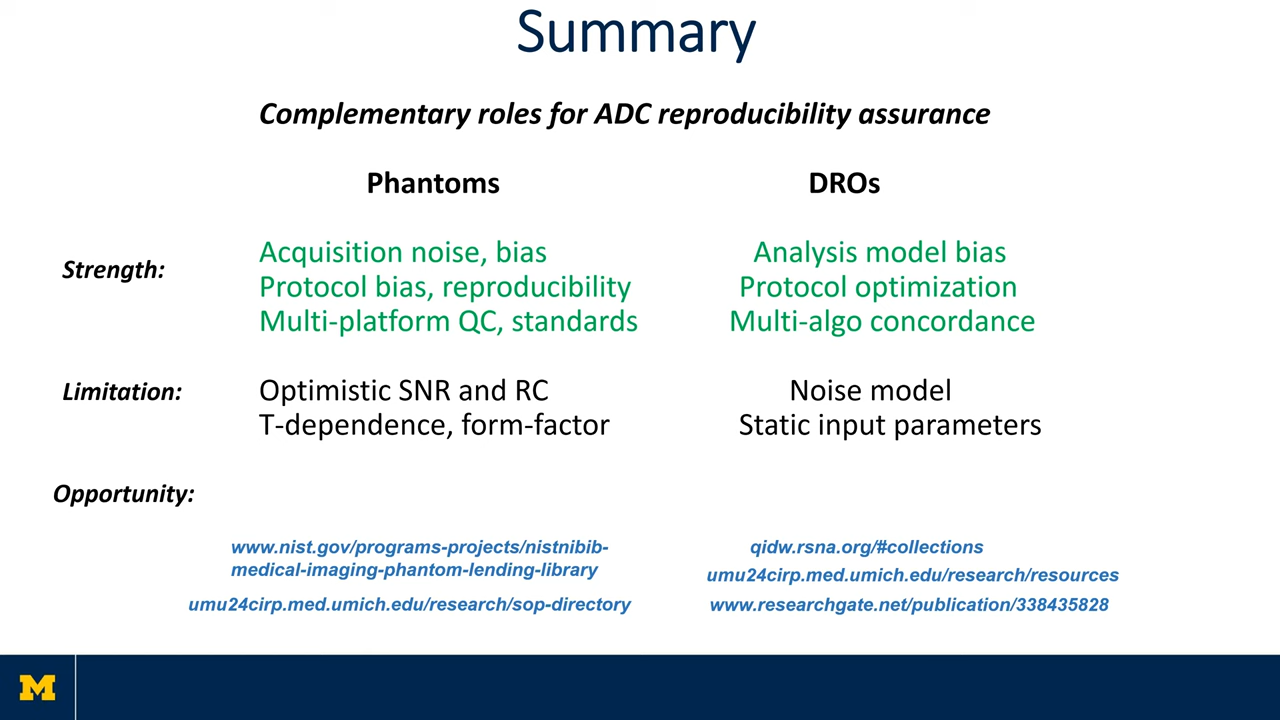 Summary
Complementary roles for ADC reproducibility assurance
Phantoms
DROs
Strength:
Acquisition noise, bias
Protocol bias, reproducibility
Multi-platform QC, standards
Analysis model bias
Protocol optimization
Multi-algo concordance
Limitation:
Optimistic SNR and RC
T-dependence, form-factor
Noise model
Static input parameters
Opportunity:
www.nist.gov/programs-projects/nistnibib-
medical-imaging-phantom-lending-library
umu24cirp.med.umich.edu/research/sop-directory
qidw.rsna.org/#collections
umu24cirp.med.umich.edu/research/resources
www.researchgate.net/publication/338435828
M